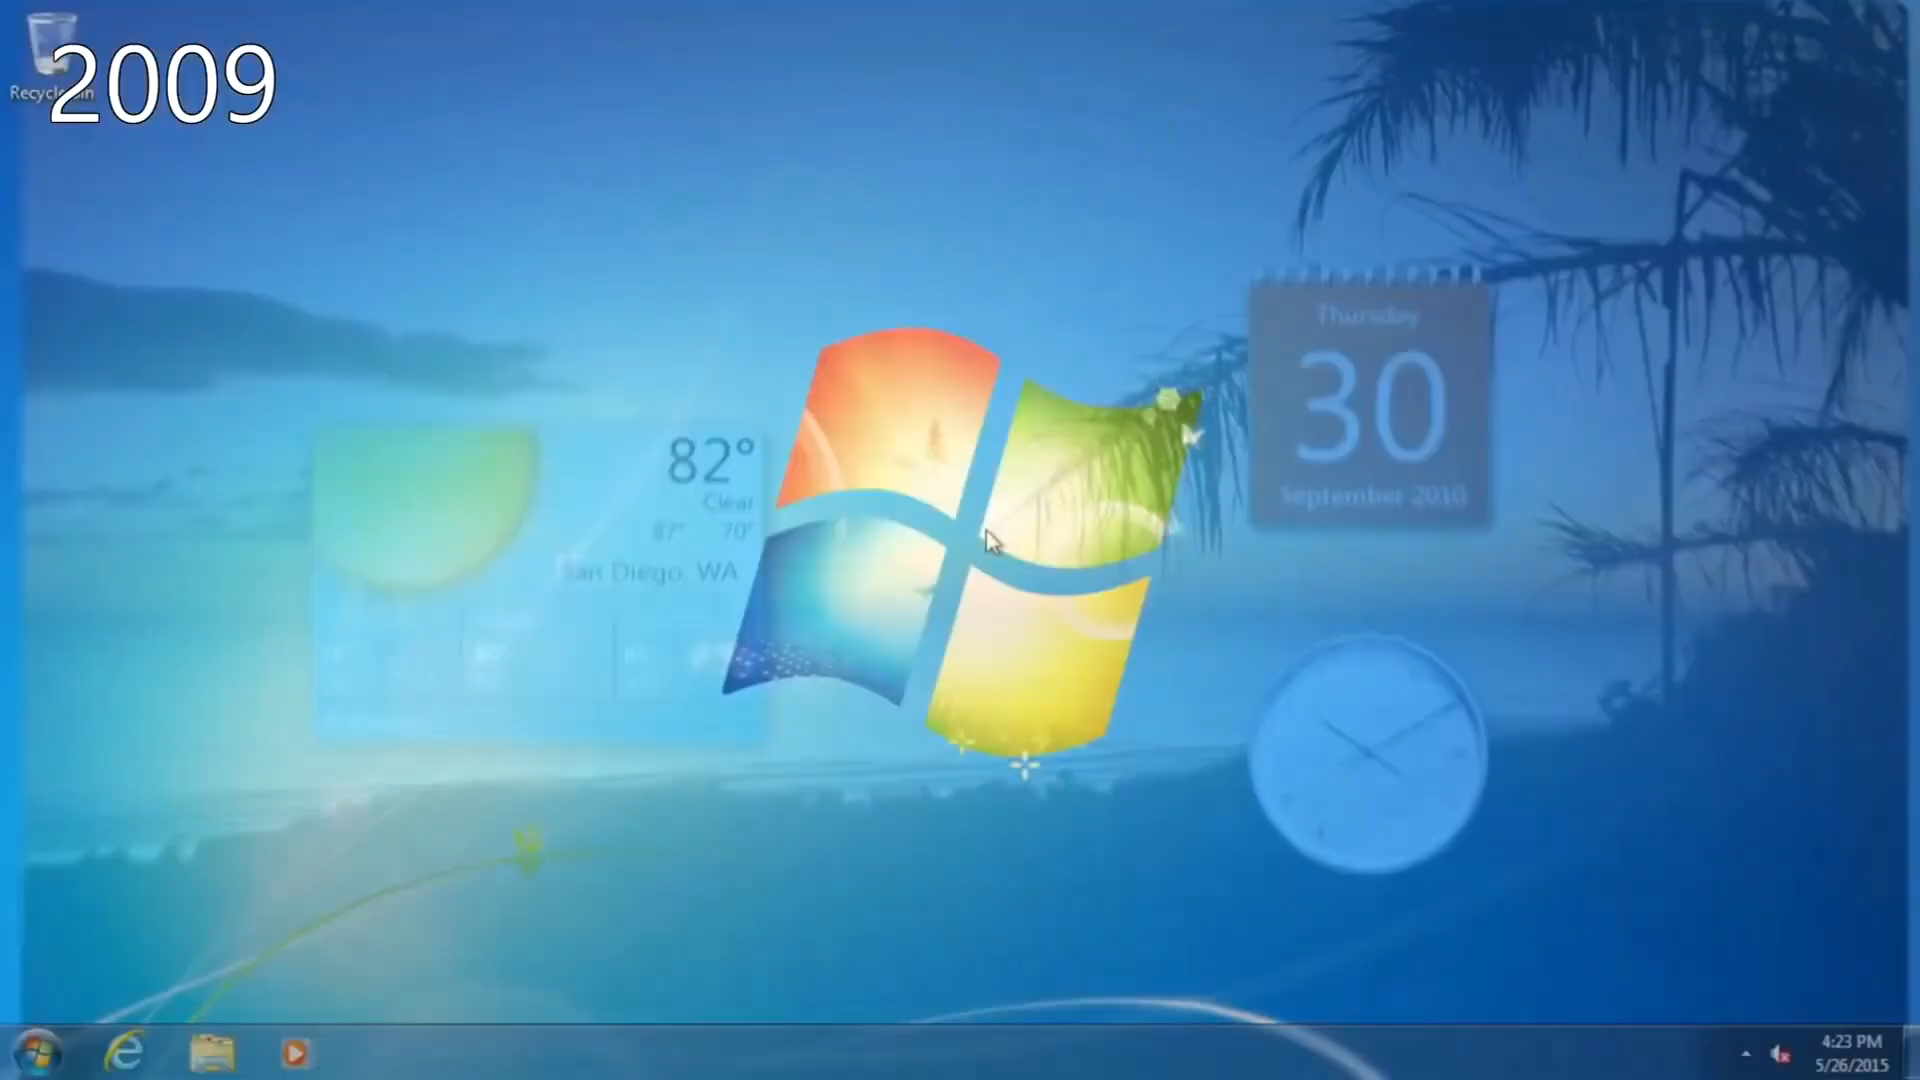 Recycle Bin
2009
Thursday
30
September 2010
82°
Clear
87° 70°
San Diego, WA
4:23 PM
5/26/2015